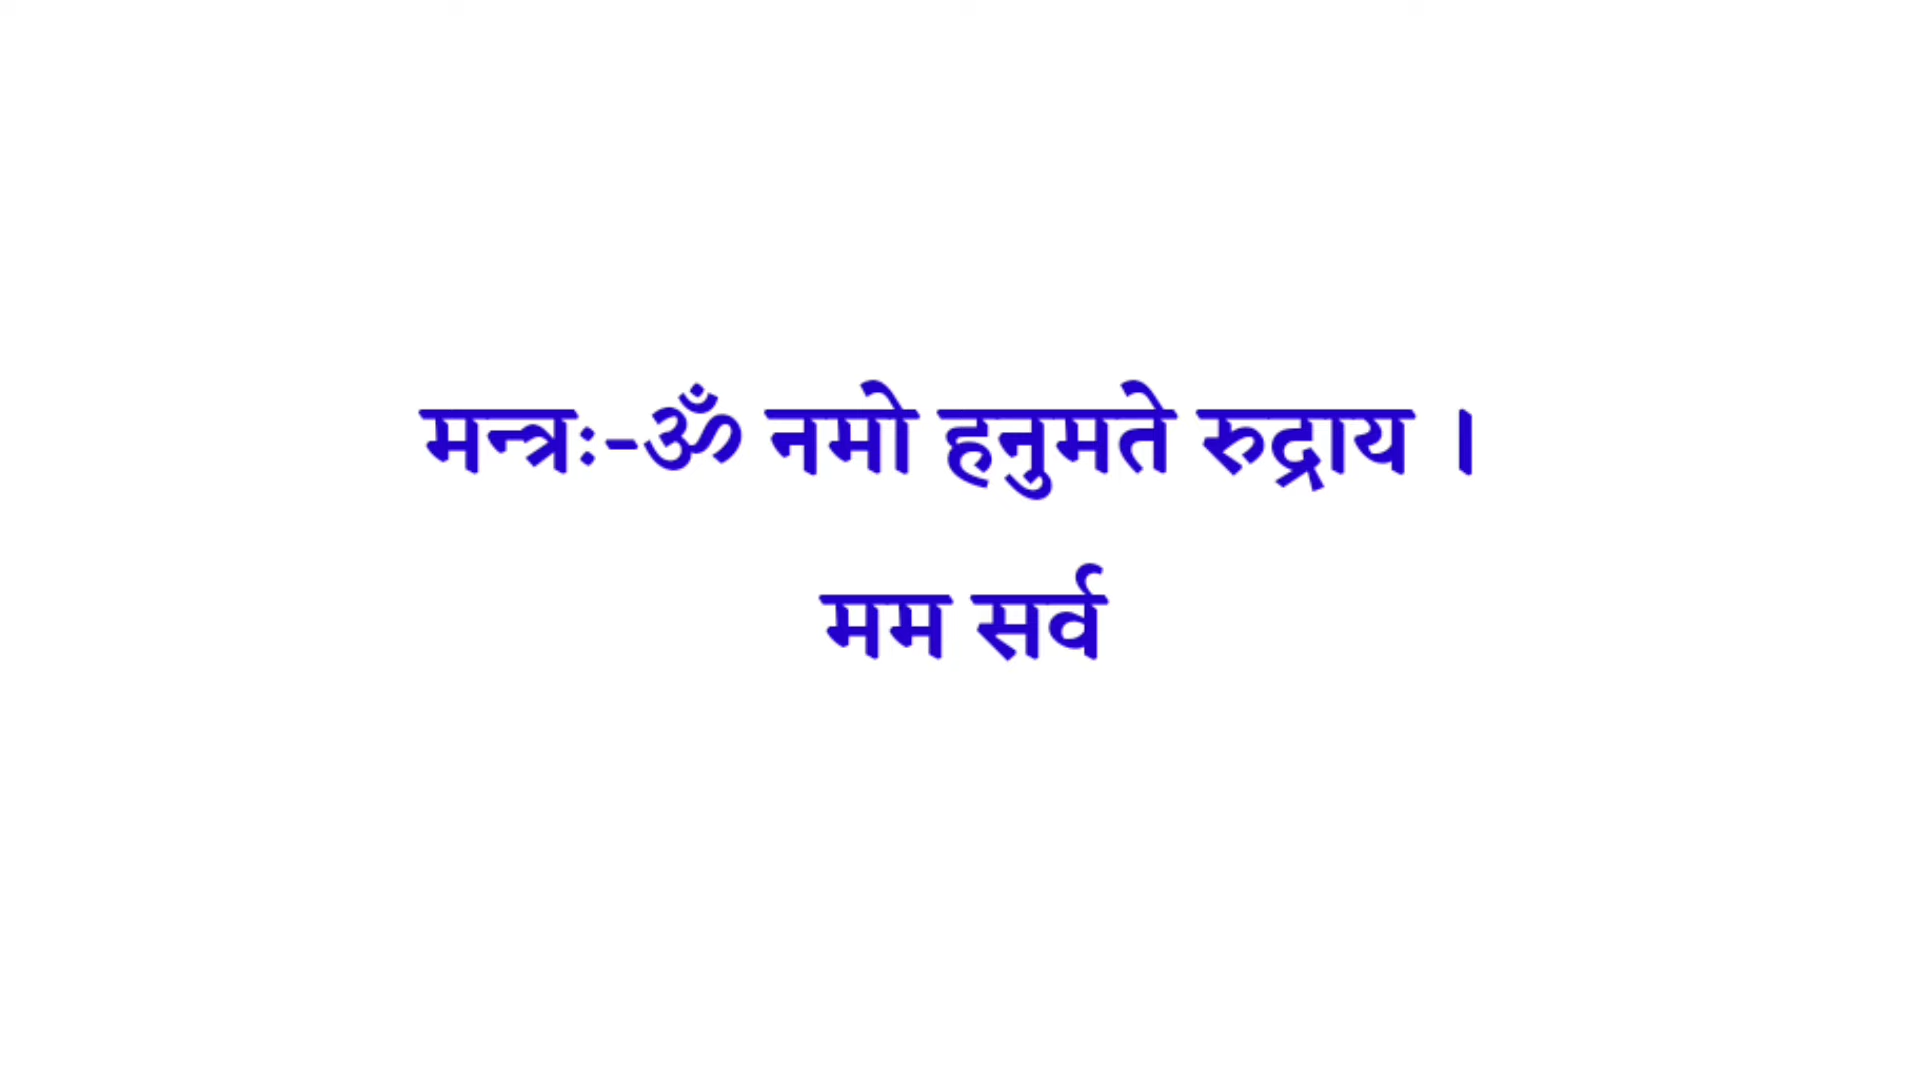 मन्त्रः-ॐ नमो हनुमते रुद्राय ।
मम सर्व